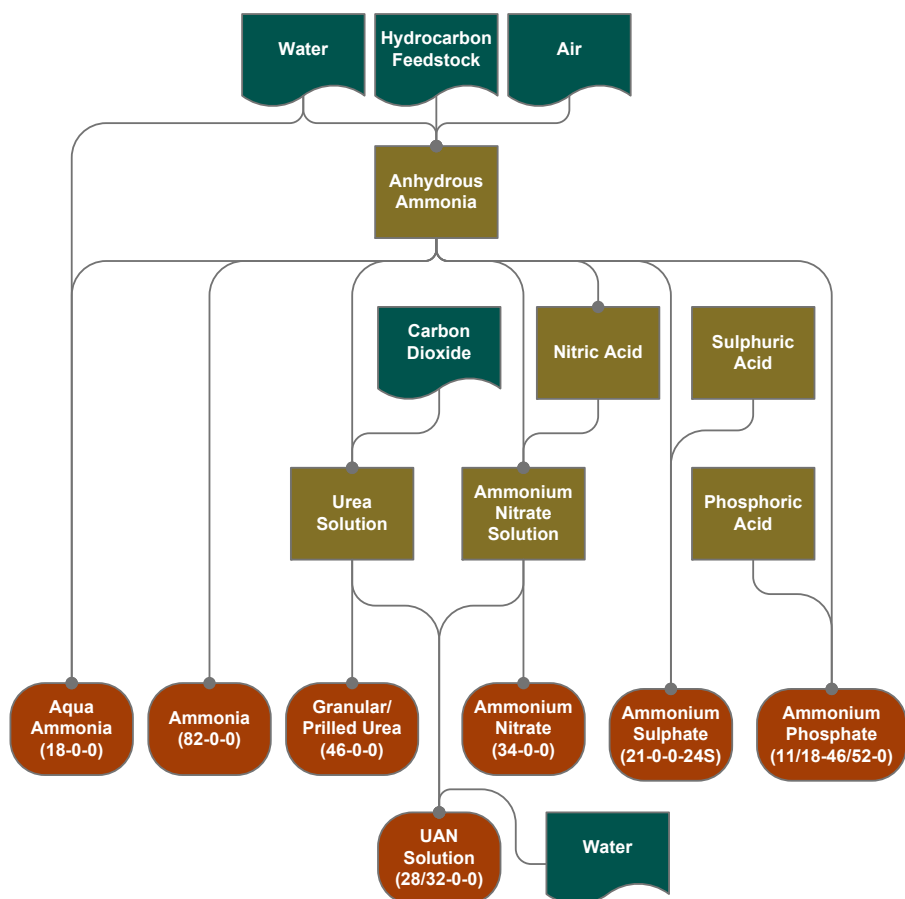 Water
Hydrocarbon
Feedstock
Air
Anhydrous
Ammonia
Carbon
Dioxide
Nitric Acid
Sulphuric
Acid
Urea
Solution
Ammonium
Nitrate
Solution
Phosphoric
Acid
Aqua
Ammonia
(18-0-0)
Ammonia
(82-0-0)
Granular/
Prilled Urea
(46-0-0)
Ammonium
Nitrate
(34-0-0)
Ammonium
Sulphate
(21-0-0-24S)
Ammonium
Phosphate
(11/18-46/52-0)
UAN
Solution
(28/32-0-0)
Water